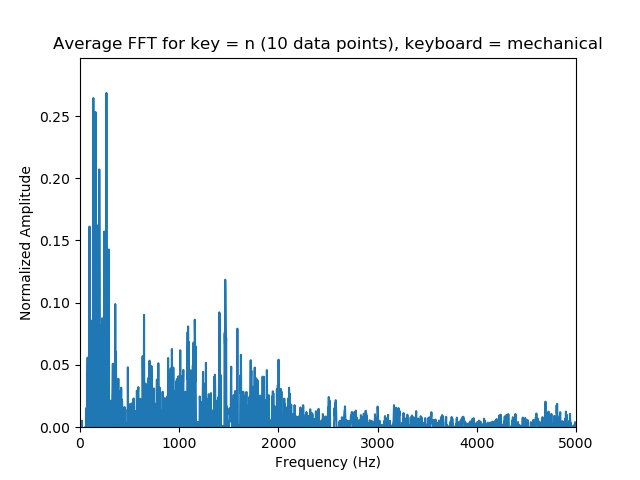 Average FFT for key = n (10 data points), keyboard = mechanical
0.25
0.20
0.15
0.10
0.05
0.00
Normalized Amplitude
0 1000 2000 3000 4000 5000
Frequency (Hz)